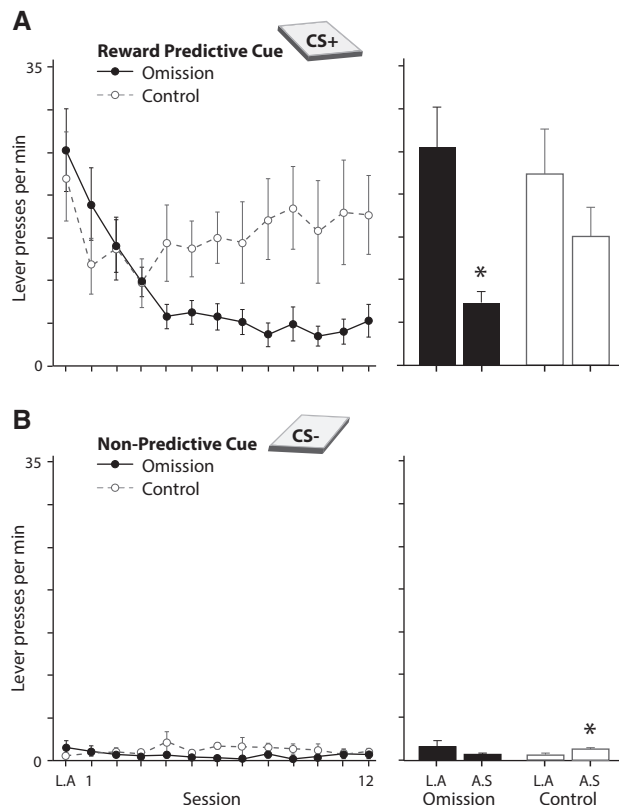 A
Reward Predictive Cue
CS+
Omission
Control
35
Lever presses per min
0
*
B
Non-Predictive Cue
CS-
Omission
Control
35
Lever presses per min
0
*
L.A 1 12
Session
L.A A.S L.A A.S
Omission Control